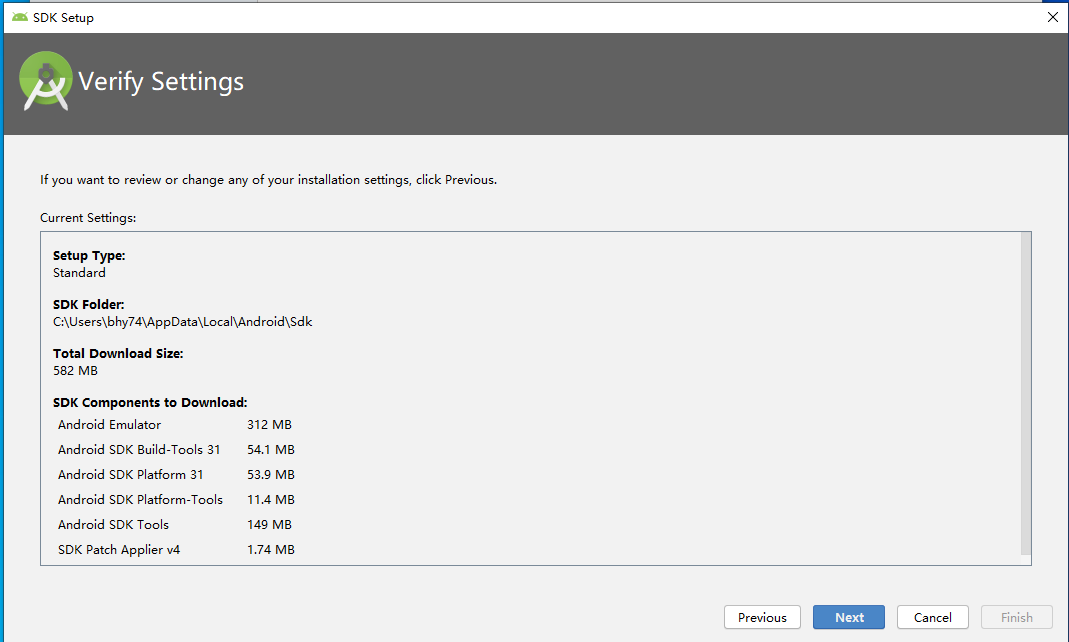 SDK Setup
Verify Settings
If you want to review or change any of your installation settings, click Previous.
Current Settings:
Setup Type:
Standard
SDK Folder:
C:\Users\bhy74\AppData\Local\Android\Sdk
Total Download Size:
582 MB
SDK Components to Download:
Android Emulator 312 MB
Android SDK Build-Tools 31 54.1 MB
Android SDK Platform 31 53.9 MB
Android SDK Platform-Tools 11.4 MB
Android SDK Tools 149 MB
SDK Patch Applier v4 1.74 MB
Previous Next Cancel Finish